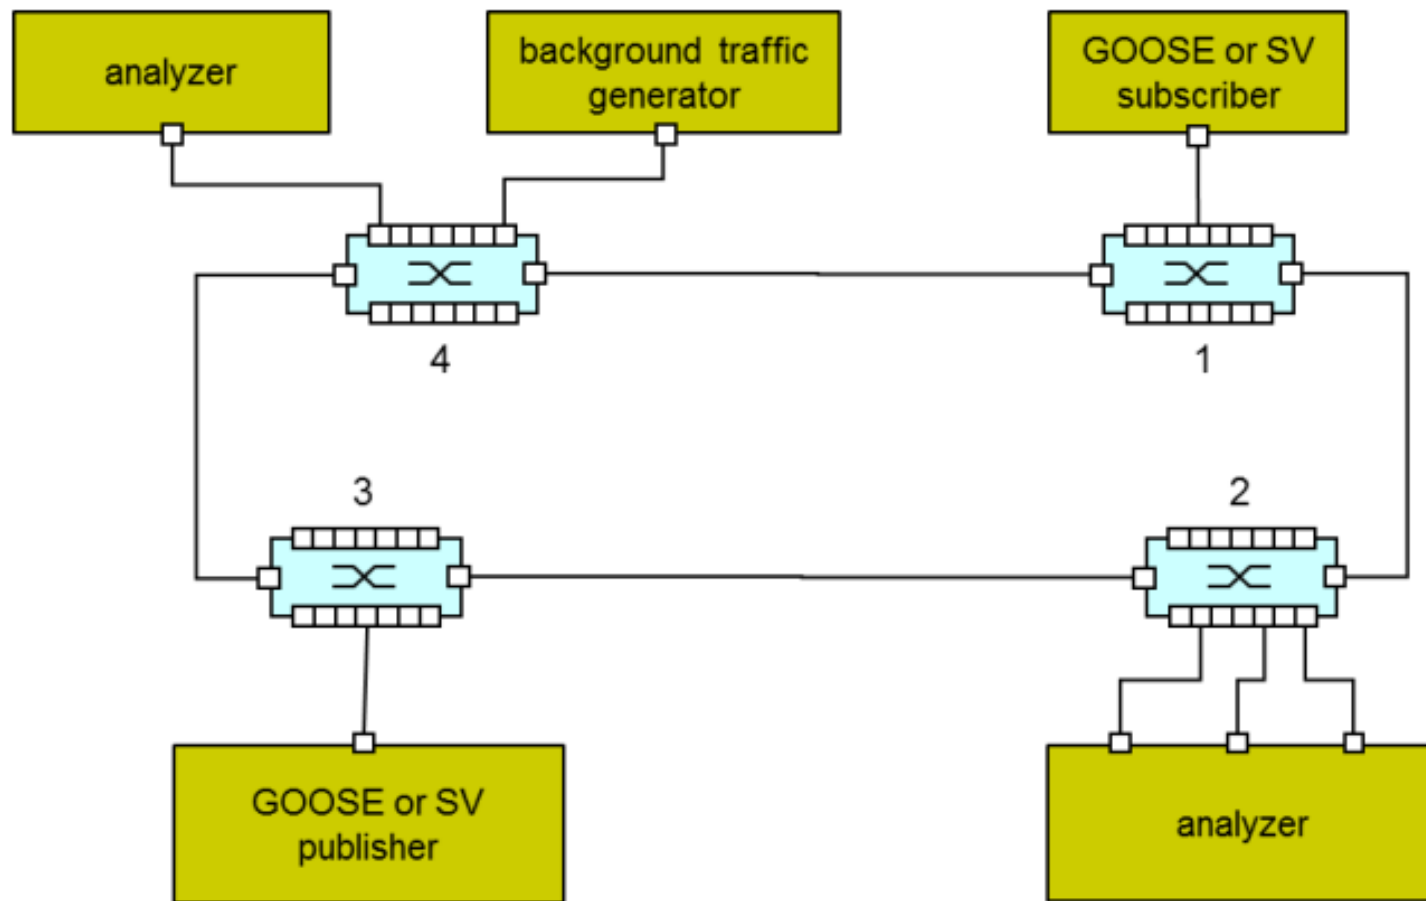 analyzer
background traffic
generator
GOOSE or SV
subscriber
4
1
3
2
GOOSE or SV
publisher
analyzer